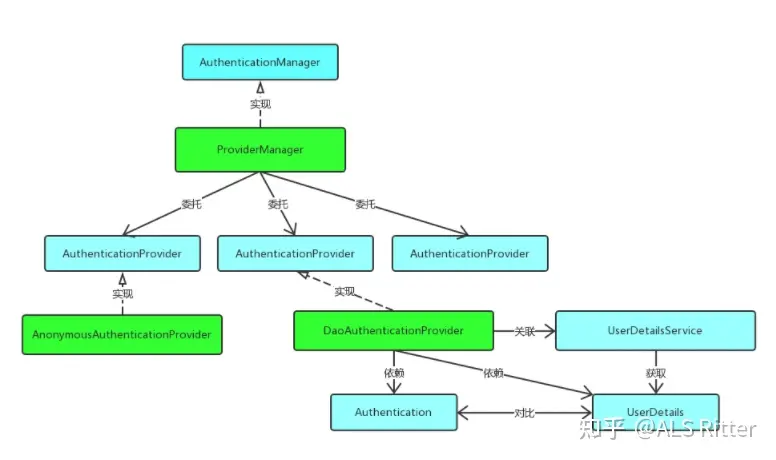 AuthenticationManager
实现
ProviderManager
委托
委托
委托
AuthenticationProvider
AuthenticationProvider
AuthenticationProvider
实现
实现
AnonymousAuthenticationProvider
DaoAuthenticationProvider
关联
UserDetailsService
依赖
依赖
获取
Authentication
对比
UserDetails
知乎 @ALS Ritter